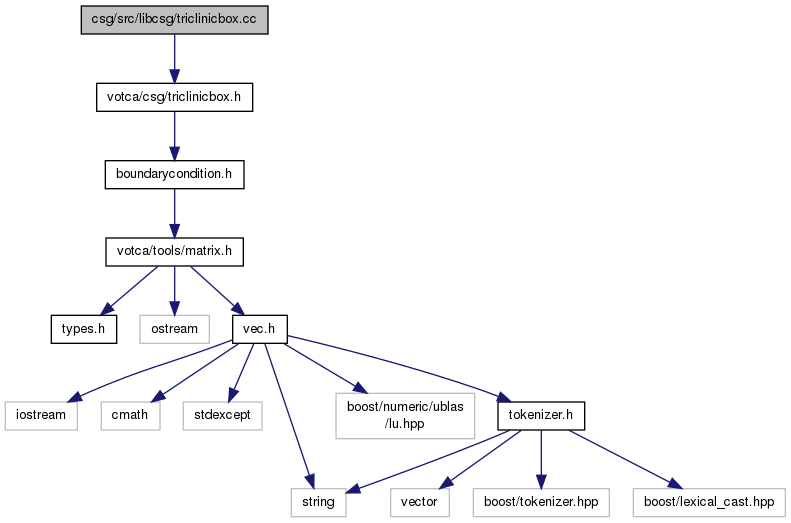 csg/src/libcsg/triclinicbox.cc
votca/csg/triclinicbox.h
boundarycondition.h
votca/tools/matrix.h
types.h
ostream
vec.h
iostream
cmath
stdexcept
boost/numeric/ublas
/lu.hpp
tokenizer.h
string
vector
boost/tokenizer.hpp
boost/lexical_cast.hpp